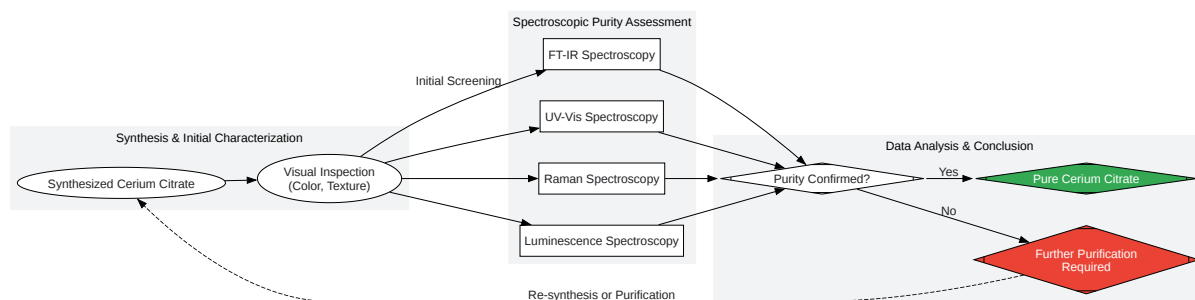 Spectroscopic Purity Assessment
FT-IR Spectroscopy
Initial Screening
UV-Vis Spectroscopy
Synthesis & Initial Characterization
Data Analysis & Conclusion
Visual Inspection
(Color, Texture)
Synthesized Cerium Citrate
Raman Spectroscopy
Purity Confirmed?
Yes
Pure Cerium Citrate
No
Luminescence Spectroscopy
Further Purification
Required
Re-synthesis or Purification